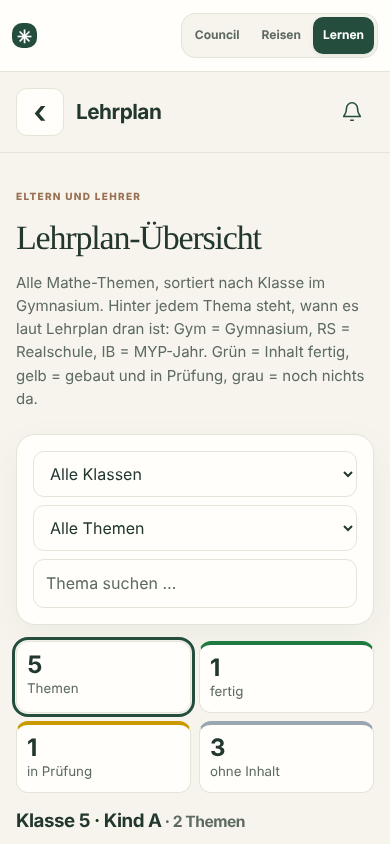 Council Reisen Lernen
Lehrplan
ELTERN UND LEHRER
Lehrplan-Übersicht
Alle Mathe-Themen, sortiert nach Klasse im
Gymnasium. Hinter jedem Thema steht, wann es
laut Lehrplan dran ist: Gym = Gymnasium, RS =
Realschule, IB = MYP-Jahr. Grün = Inhalt fertig,
gelb = gebaut und in Prüfung, grau = noch nichts
da.
Alle Klassen
Alle Themen
Thema suchen ...
5
Themen
1
fertig
1
in Prüfung
3
ohne Inhalt
Klasse 5 · Kind A · 2 Themen